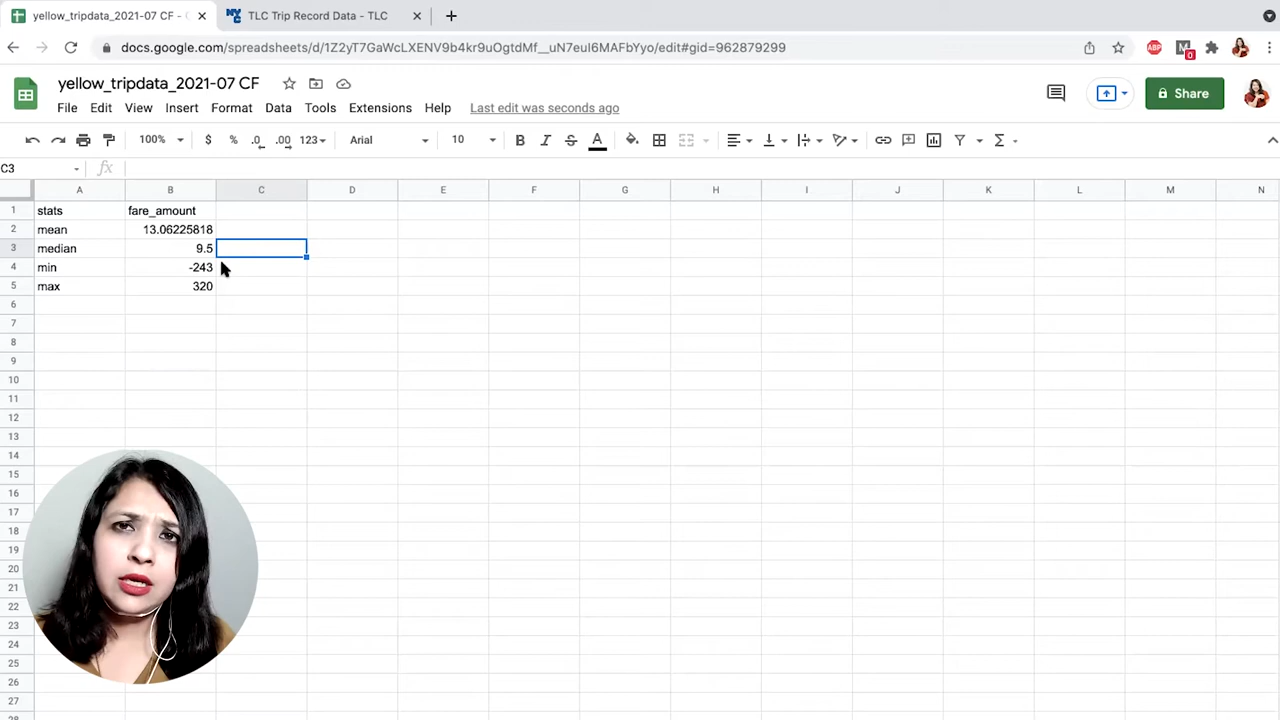 yellow_tripdata_2021-07 CF -
TLC Trip Record Data - TLC
docs.google.com/spreadsheets/d/1Z2yT7GaWcLXENV9b4kr9uOgtdMf__uN7euI6MAFbYyo/edit#gid=962879299
ABP
M
0
yellow_tripdata_2021-07 CF
File Edit View Insert Format Data Tools Extensions Help Last edit was seconds ago
Share
100% $ % .0 .00 123 Arial 10 B I S A Σ
C3 fx
A B C D E F G H I J K L M N
1 stats fare_amount
2 mean 13.06225818
3 median 9.5
4 min -243
5 max 320
6
7
8
9
10
11
12
13
14
15
16
17
18
19
20
21
22
23
24
25
26
27
28